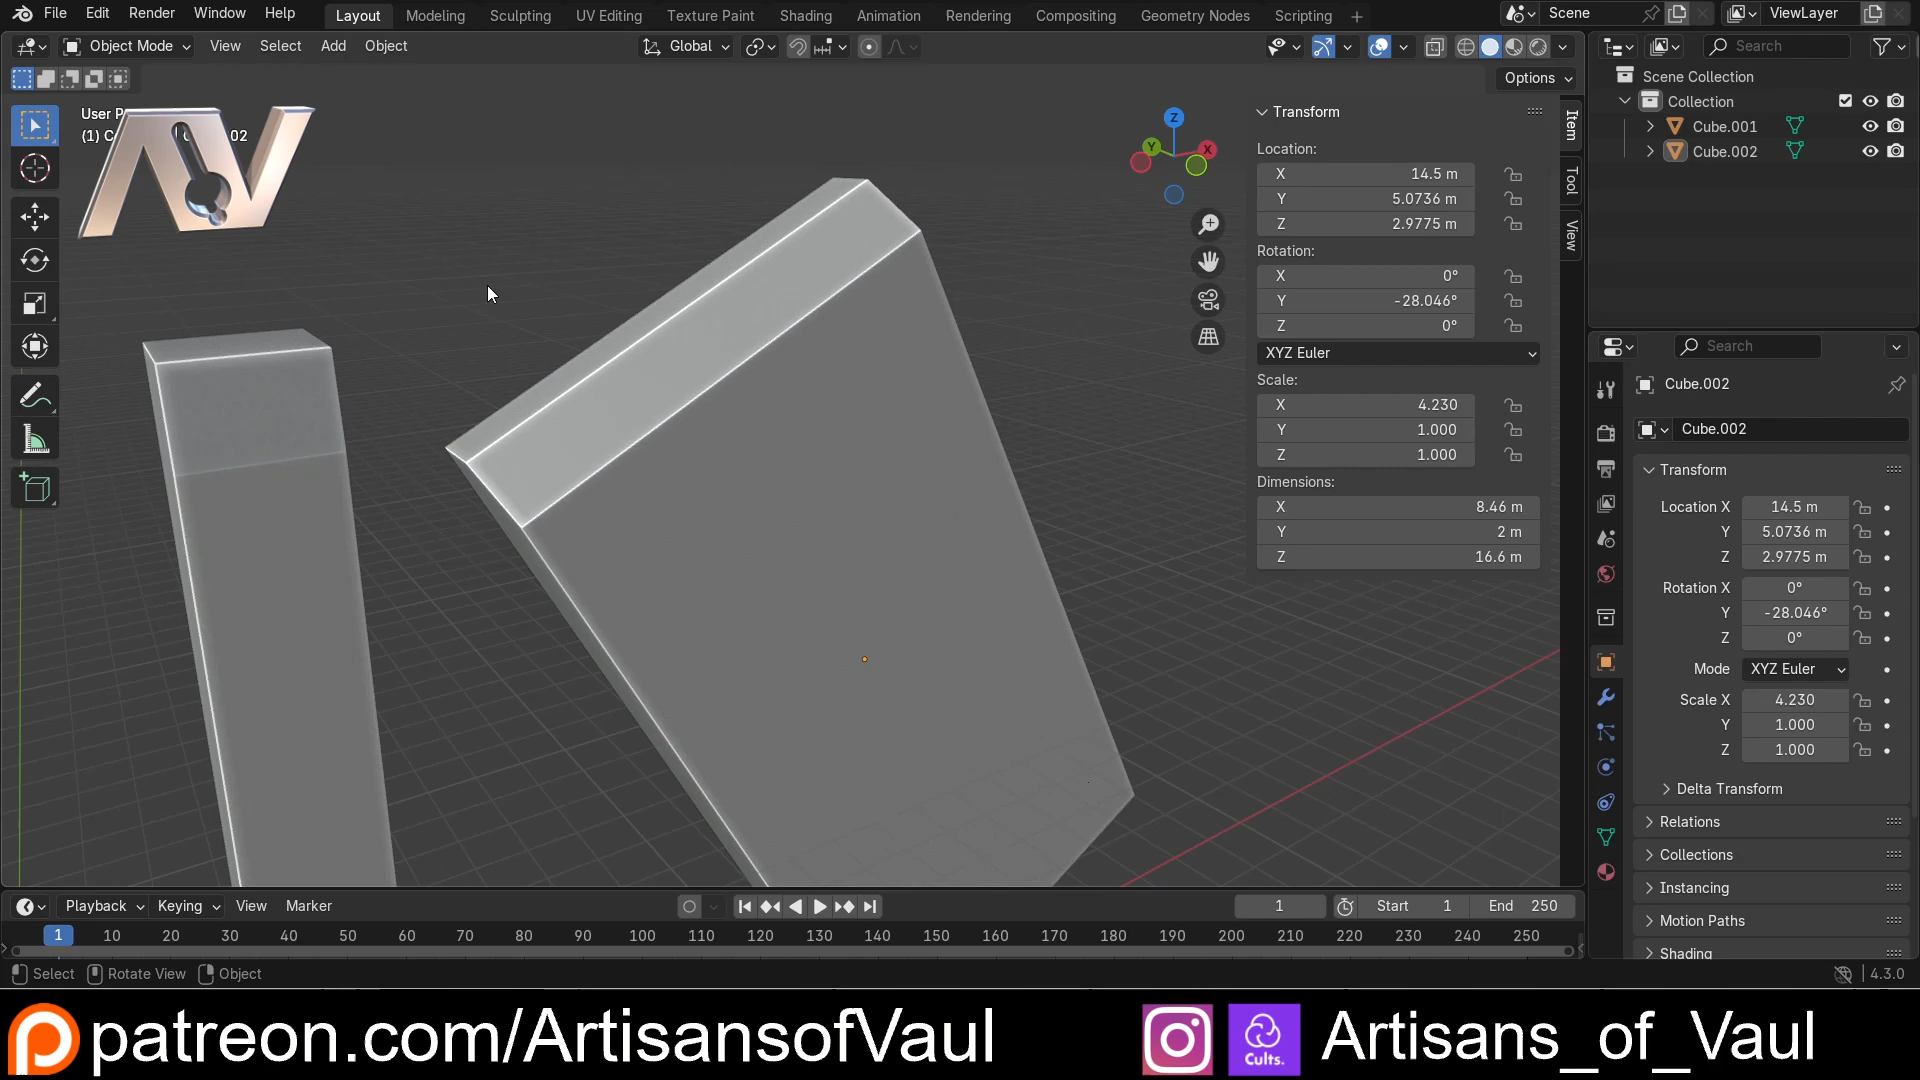 File Edit Render Window Help Layout Modeling Sculpting UV Editing Texture Paint Shading Animation Rendering Compositing Geometry Nodes Scripting Scene ViewLayer
Object Mode View Select Add Object Global Search
Options
User P
(1) C 02
Transform
Location:
X 14.5 m
Y 5.0736 m
Z 2.9775 m
Rotation:
X 0°
Y -28.046°
Z 0°
XYZ Euler
Scale:
X 4.230
Y 1.000
Z 1.000
Dimensions:
X 8.46 m
Y 2 m
Z 16.6 m
Item
Tool
View
Z
Y
X
Scene Collection
Collection
Cube.001
Cube.002
Search
Cube.002
Cube.002
Transform
Location X 14.5 m
Y 5.0736 m
Z 2.9775 m
Rotation X 0°
Y -28.046°
Z 0°
Mode XYZ Euler
Scale X 4.230
Y 1.000
Z 1.000
Delta Transform
Relations
Collections
Instancing
Motion Paths
Shading
Playback Keying View Marker 1 Start 1 End 250
1 10 20 30 40 50 60 70 80 90 100 110 120 130 140 150 160 170 180 190 200 210 220 230 240 250
Select Rotate View Object 4.3.0
patreon.com/ArtisansofVaul Cults. Artisans_of_Vaul